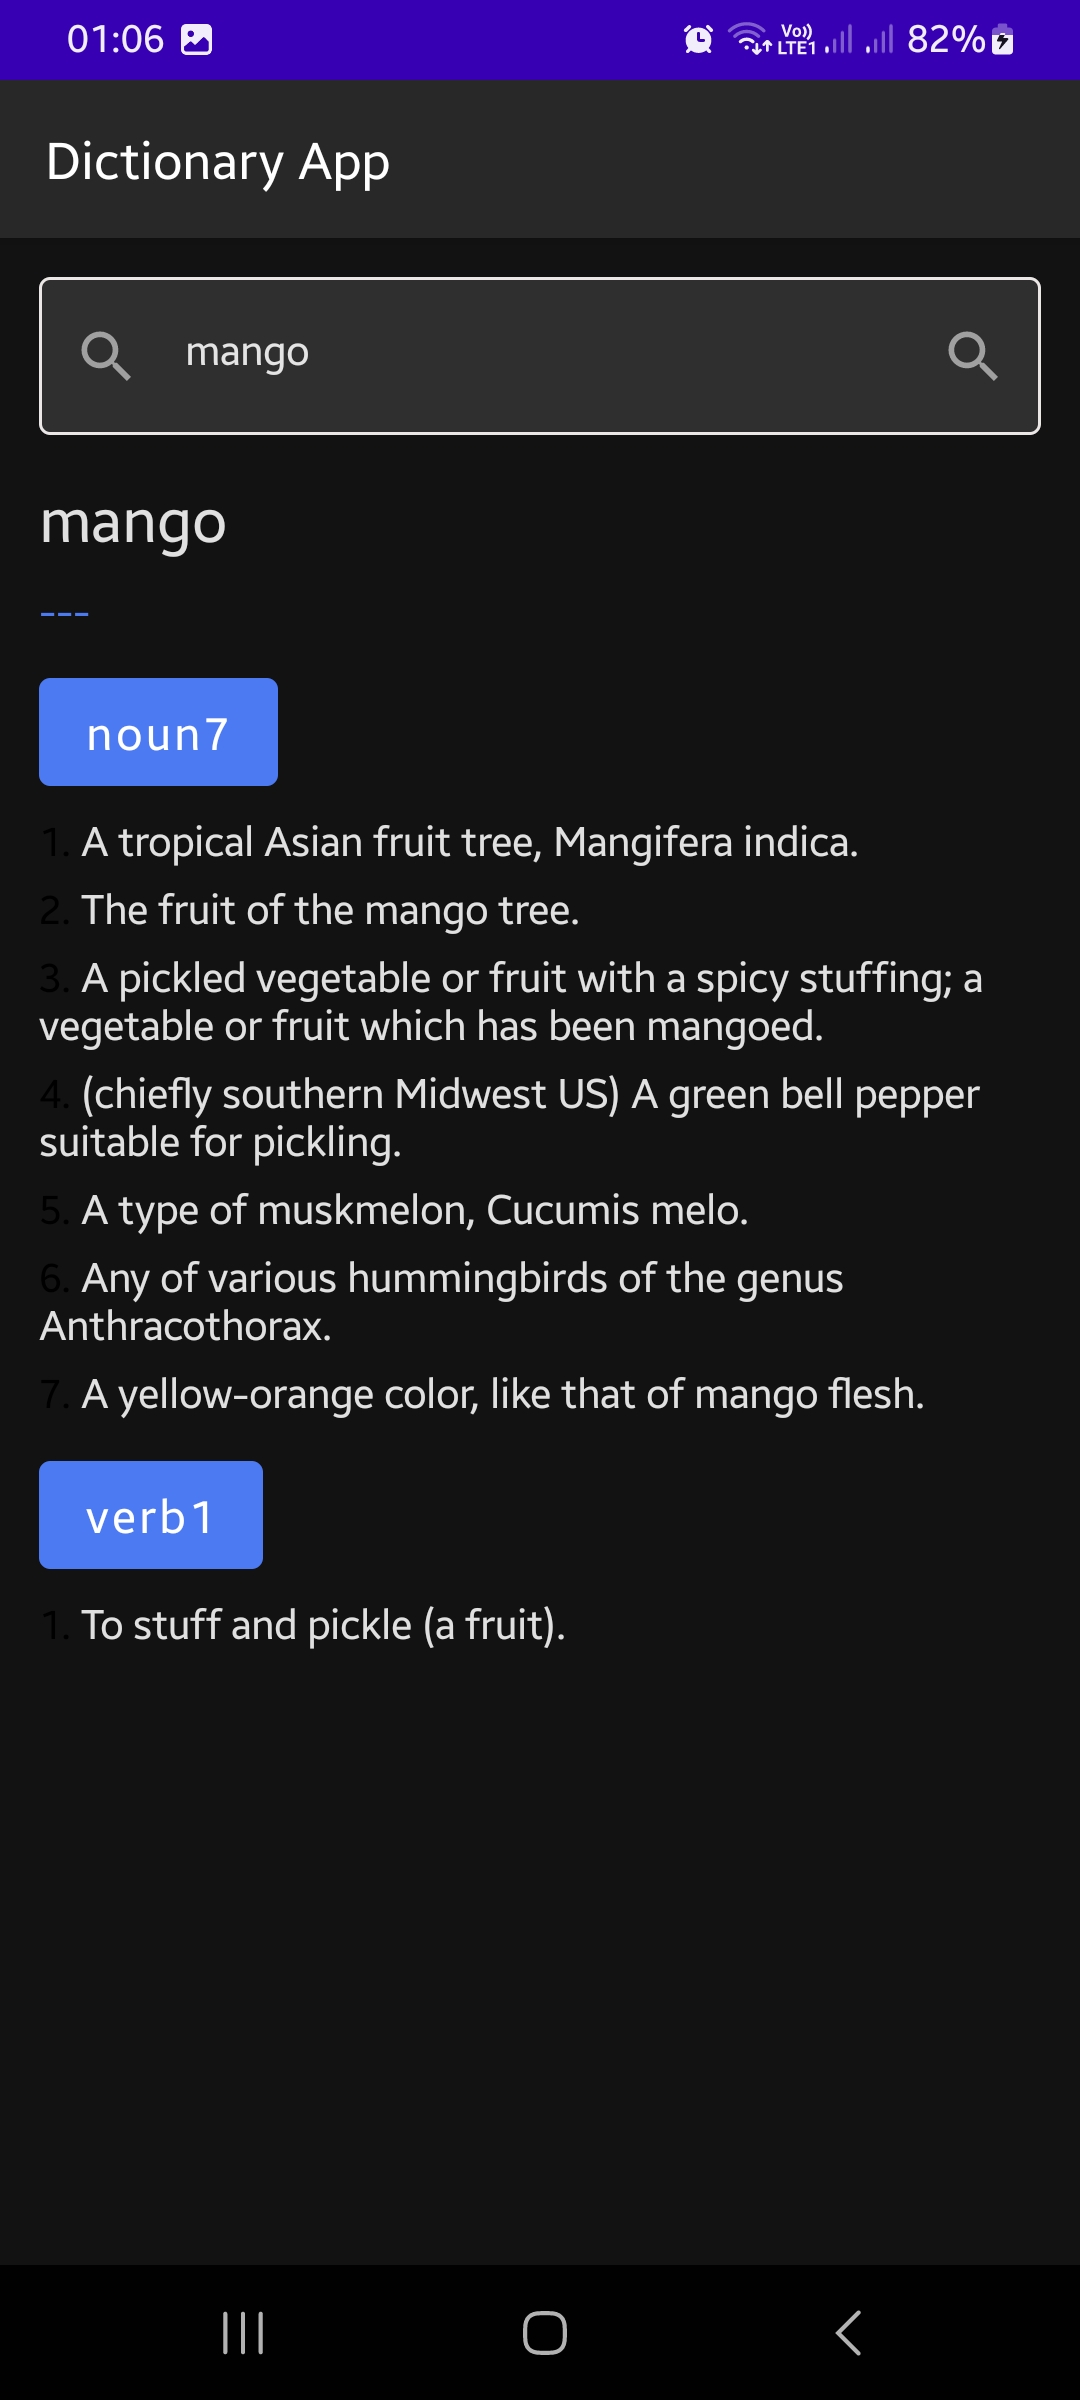 01:06 Vo)) LTE1 82%
Dictionary App
mango
mango
---
noun7
1. A tropical Asian fruit tree, Mangifera indica.
2. The fruit of the mango tree.
3. A pickled vegetable or fruit with a spicy stuffing; a
vegetable or fruit which has been mangoed.
4. (chiefly southern Midwest US) A green bell pepper
suitable for pickling.
5. A type of muskmelon, Cucumis melo.
6. Any of various hummingbirds of the genus
Anthracothorax.
7. A yellow-orange color, like that of mango flesh.
verb1
1. To stuff and pickle (a fruit).